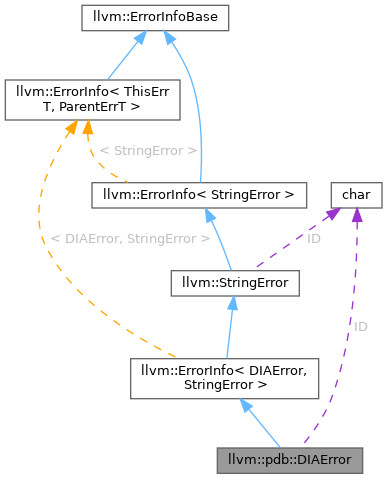 llvm::ErrorInfoBase
llvm::ErrorInfo< ThisErr
T, ParentErrT >
< StringError >
llvm::ErrorInfo< StringError >
char
< DIAError, StringError >
ID
llvm::StringError
ID
llvm::ErrorInfo< DIAError,
StringError >
llvm::pdb::DIAError